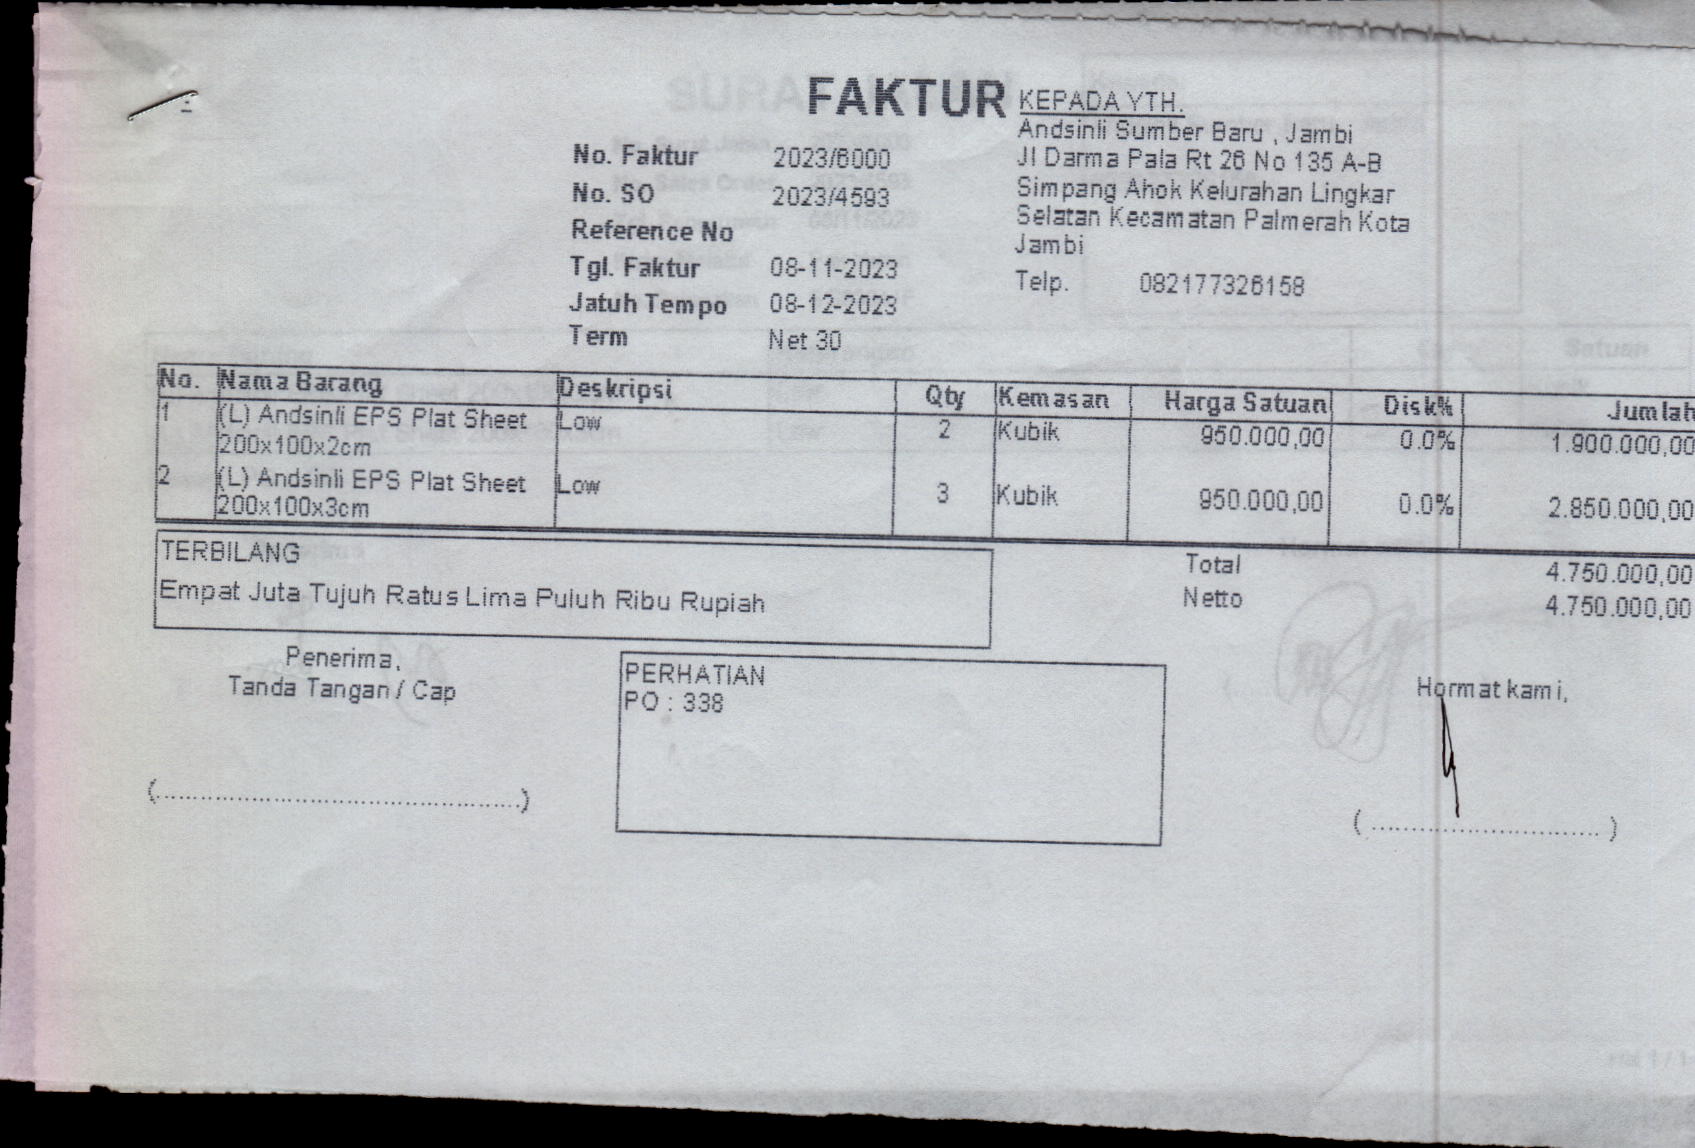 FAKTUR
No. Faktur 2023/6000
No. SO 2023/4593
Reference No
Tgl. Faktur 08-11-2023
Jatuh Tempo 08-12-2023
Term Net 30
KEPADA YTH.
Andsinli Sumber Baru , Jambi
Jl Darma Pala Rt 26 No 135 A-B
Simpang Ahok Kelurahan Lingkar
Selatan Kecamatan Palmerah Kota
Jambi
Telp. 082177326158
No. Nama Barang Deskripsi Qty Kemasan Harga Satuan Disk% Jumlah
1 (L) Andsinli EPS Plat Sheet Low 2 Kubik 950.000,00 0.0% 1.900.000,00
200x100x2cm
2 (L) Andsinli EPS Plat Sheet Low 3 Kubik 950.000,00 0.0% 2.850.000,00
200x100x3cm
TERBILANG
Empat Juta Tujuh Ratus Lima Puluh Ribu Rupiah
Total 4.750.000,00
Netto 4.750.000,00
Penerima,
Tanda Tangan / Cap
(..........................................)
PERHATIAN
PO : 338
Hormat kami,
(..........................)